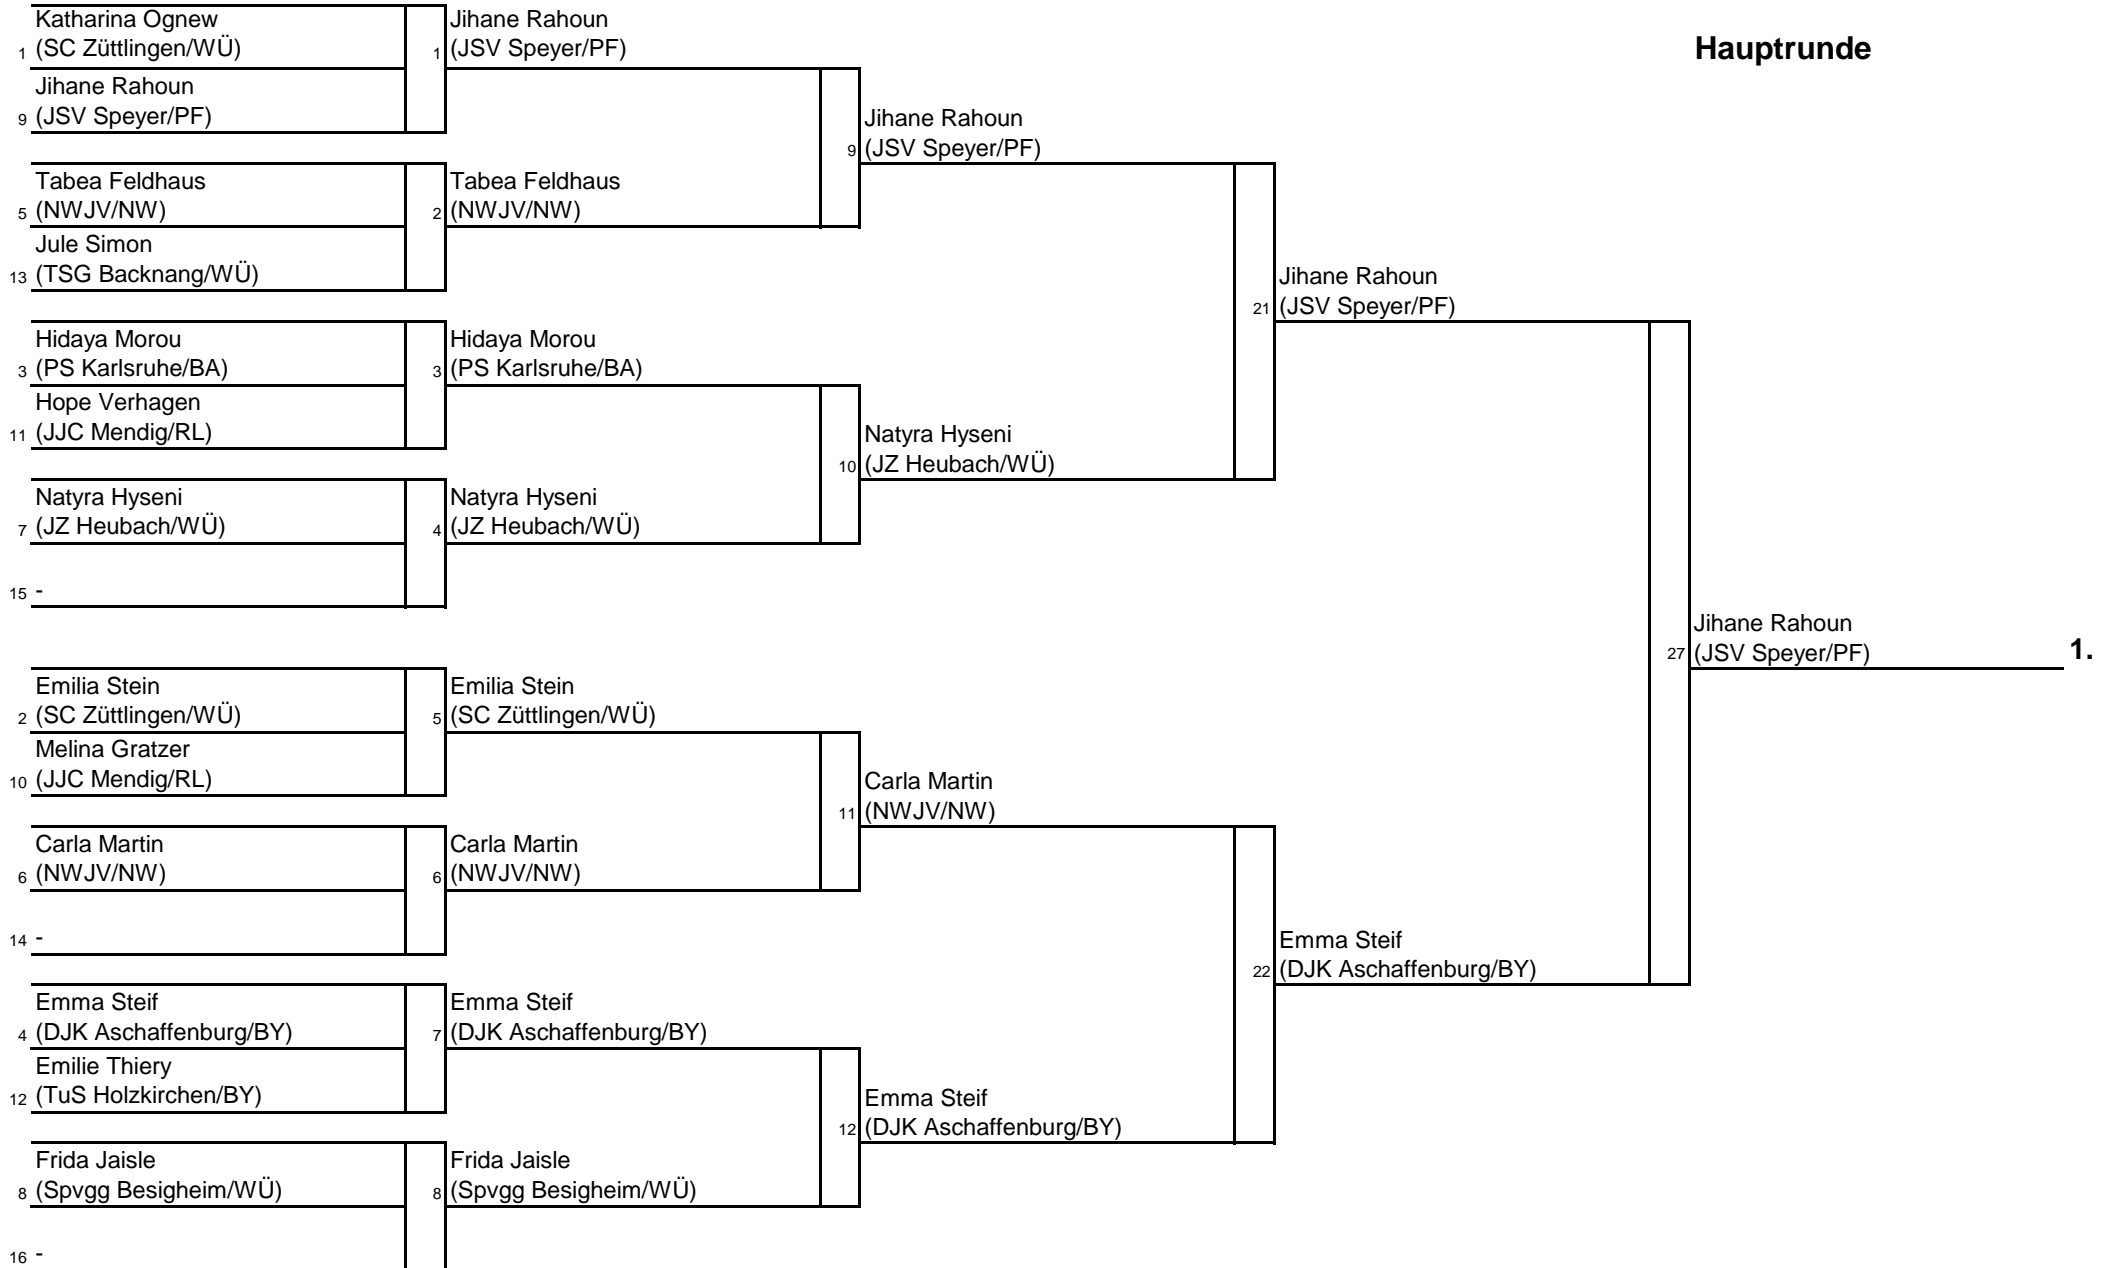 Hauptrunde
Katharina Ognew
1 (SC Züttlingen/WÜ)
Jihane Rahoun
9 (JSV Speyer/PF)
Tabea Feldhaus
5 (NWJV/NW)
Jule Simon
13 (TSG Backnang/WÜ)
Hidaya Morou
3 (PS Karlsruhe/BA)
Hope Verhagen
11 (JJC Mendig/RL)
Natyra Hyseni
7 (JZ Heubach/WÜ)
15 -
Emilia Stein
2 (SC Züttlingen/WÜ)
Melina Gratzer
10 (JJC Mendig/RL)
Carla Martin
6 (NWJV/NW)
14 -
Emma Steif
4 (DJK Aschaffenburg/BY)
Emilie Thiery
12 (TuS Holzkirchen/BY)
Frida Jaisle
8 (Spvgg Besigheim/WÜ)
16 -
Jihane Rahoun
1 (JSV Speyer/PF)
Tabea Feldhaus
2 (NWJV/NW)
Hidaya Morou
3 (PS Karlsruhe/BA)
Natyra Hyseni
4 (JZ Heubach/WÜ)
Emilia Stein
5 (SC Züttlingen/WÜ)
Carla Martin
6 (NWJV/NW)
Emma Steif
7 (DJK Aschaffenburg/BY)
Frida Jaisle
8 (Spvgg Besigheim/WÜ)
Jihane Rahoun
9 (JSV Speyer/PF)
Natyra Hyseni
10 (JZ Heubach/WÜ)
Carla Martin
11 (NWJV/NW)
Emma Steif
12 (DJK Aschaffenburg/BY)
Jihane Rahoun
21 (JSV Speyer/PF)
Emma Steif
22 (DJK Aschaffenburg/BY)
Jihane Rahoun
27 (JSV Speyer/PF) 1.